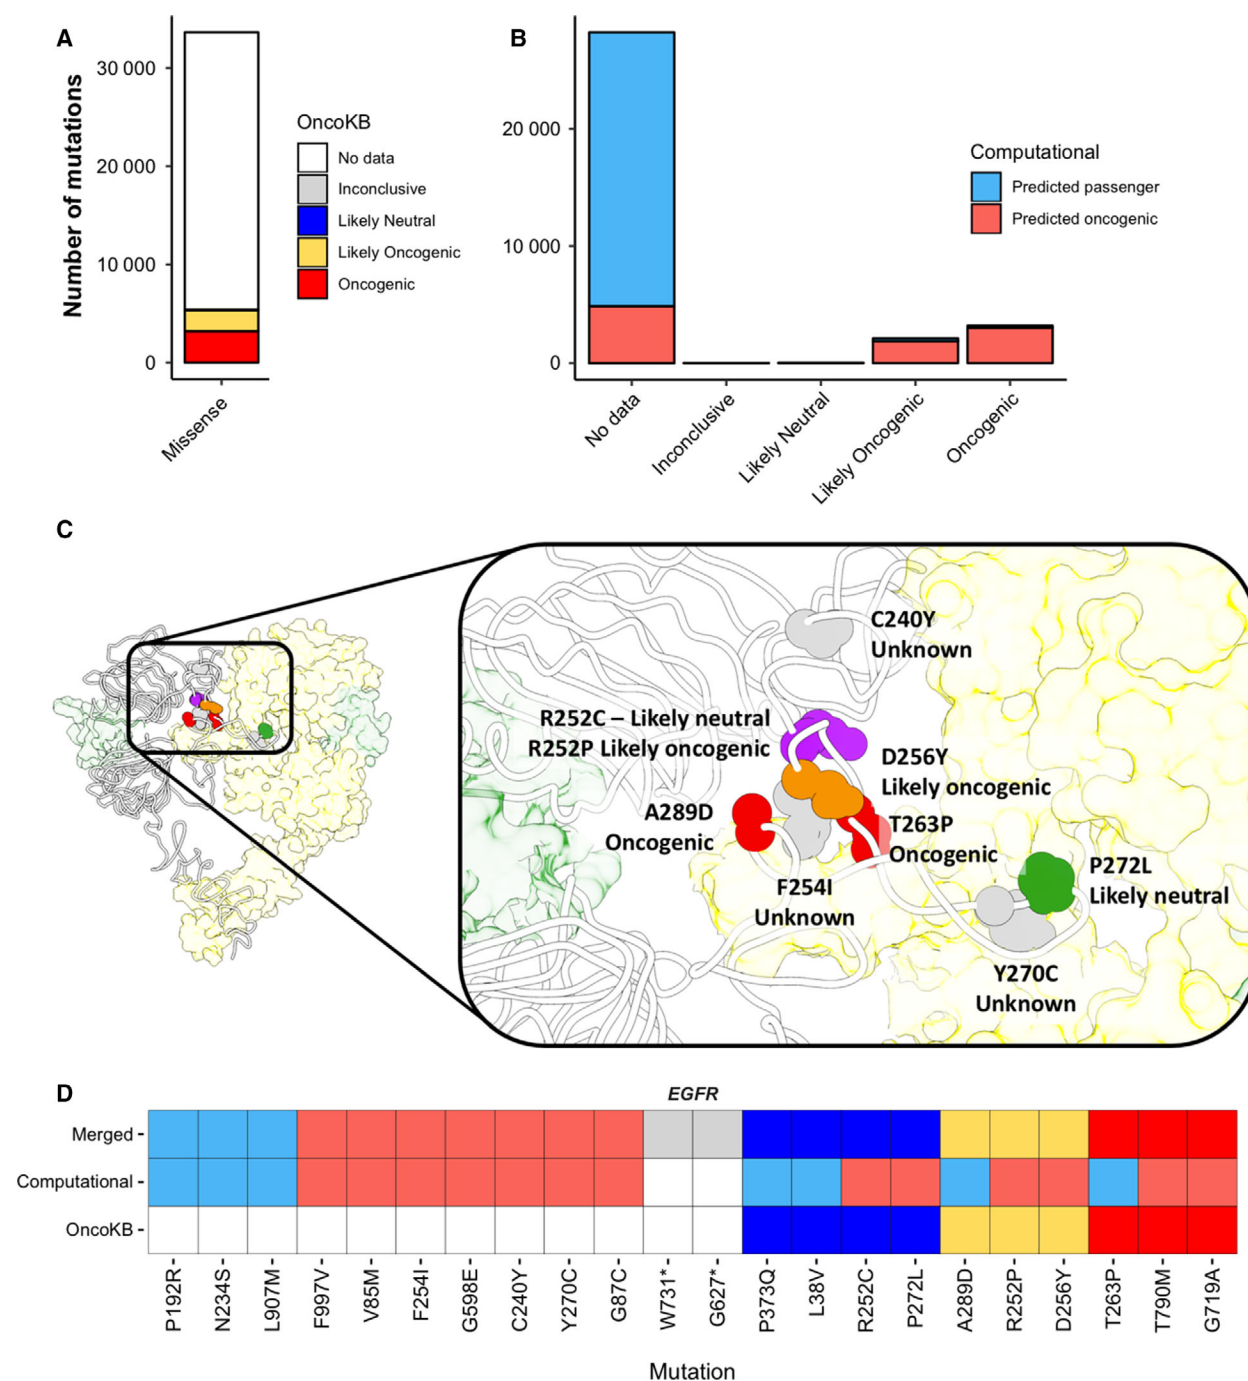 A
Number of mutations
30 000
20 000
10 000
0
Missense
OncoKB
No data
Inconclusive
Likely Neutral
Likely Oncogenic
Oncogenic
B
20 000
10 000
0
No data
Inconclusive
Likely Neutral
Likely Oncogenic
Oncogenic
Computational
Predicted passenger
Predicted oncogenic
C
C240Y
Unknown
R252C – Likely neutral
R252P Likely oncogenic
D256Y
Likely oncogenic
A289D
Oncogenic
T263P
Oncogenic
F254I
Unknown
P272L
Likely neutral
Y270C
Unknown
D
EGFR
Merged
Computational
OncoKB
P192R
N234S
L907M
F997V
V85M
F254I
G598E
C240Y
Y270C
G87C
W731*
G627*
P373Q
L38V
R252C
P272L
A289D
R252P
D256Y
T263P
T790M
G719A
Mutation